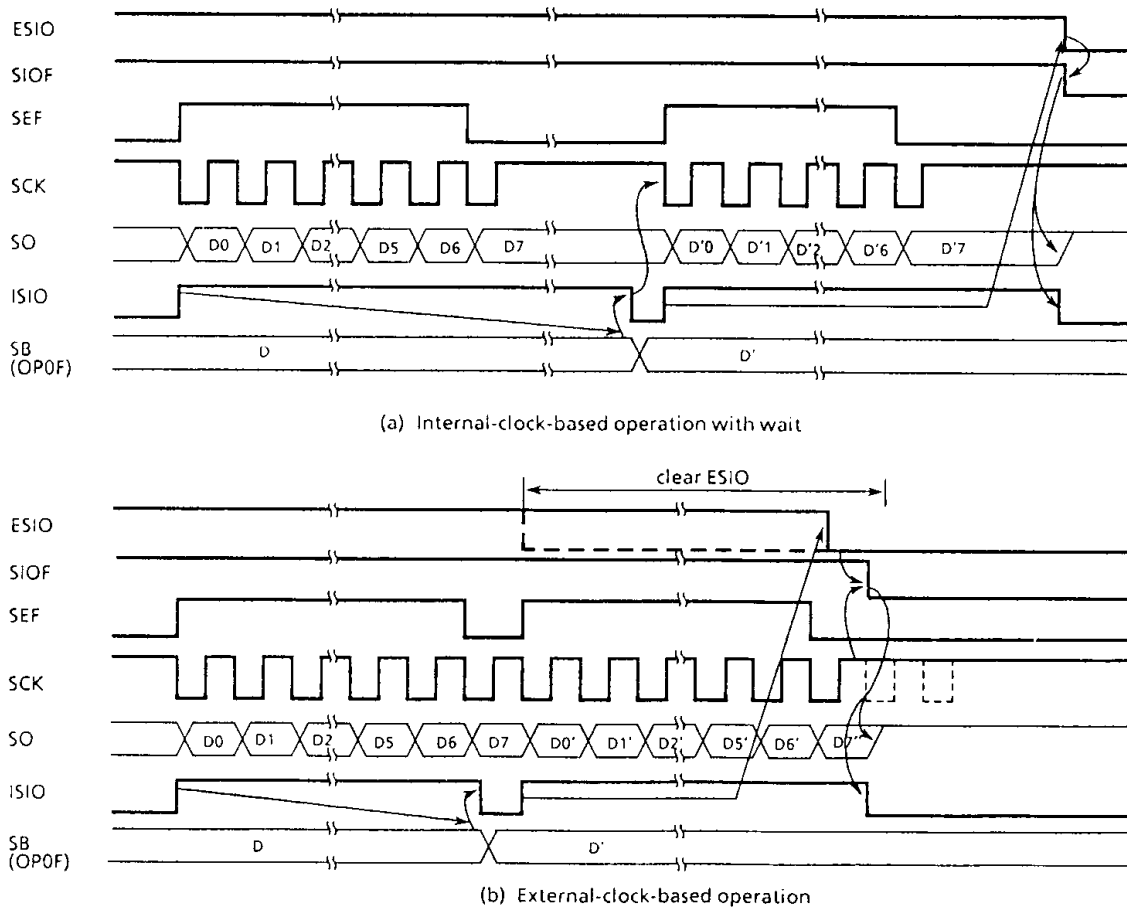 ESIO
SIOF
SEF
SCK
SO D0 D1 D2 D5 D6 D7 D'0 D'1 D'2 D'6 D'7
ISIO
SB D D'
(OP0F)
(a) Internal-clock-based operation with wait
clear ESIO
ESIO
SIOF
SEF
SCK
SO D0 D1 D2 D5 D6 D7 D0' D1' D2' D5' D6' D7'
ISIO
SB D D'
(OP0F)
(b) External-clock-based operation